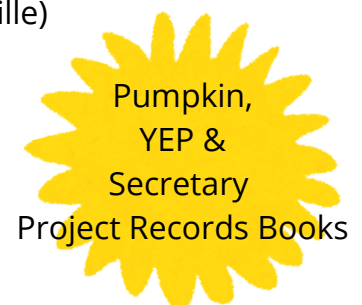 ille)
Pumpkin,
YEP &
Secretary
Project Records Books